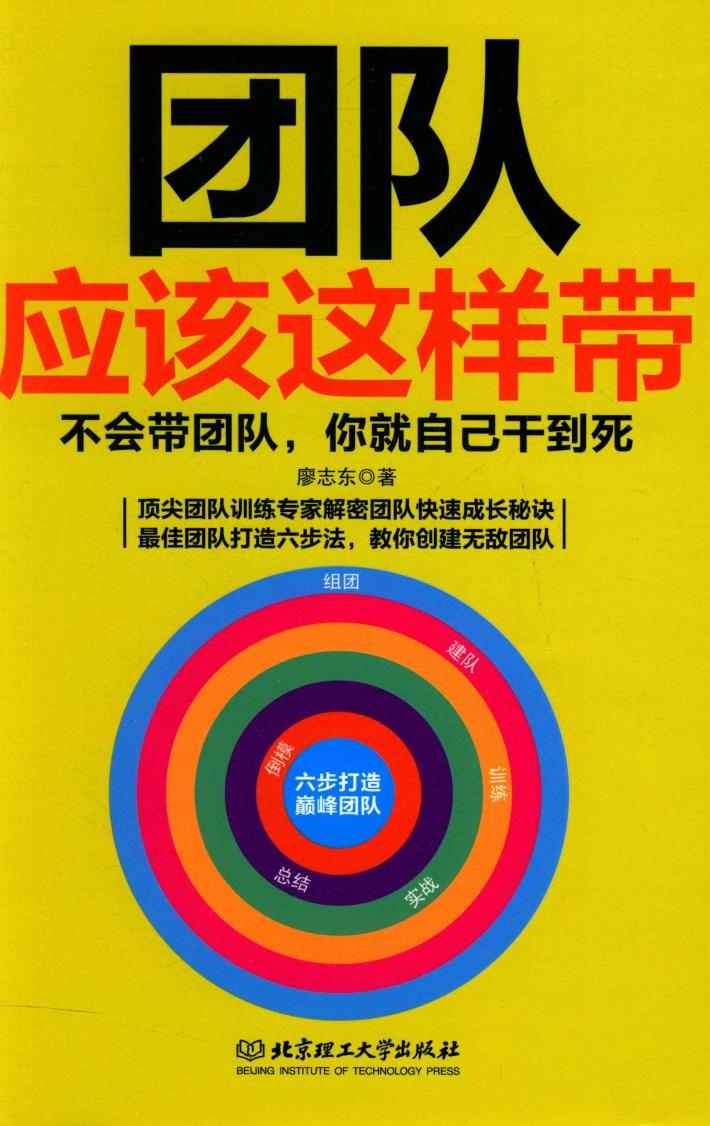 团队
应该这样带
不会带团队，你就自己干到死
廖志东◎著
顶尖团队训练专家解密团队快速成长秘诀
最佳团队打造六步法，教你创建无敌团队
组团
建队
训练
实战
总结
倒模
六步打造
巅峰团队
北京理工大学出版社
BEIJING INSTITUTE OF TECHNOLOGY PRESS